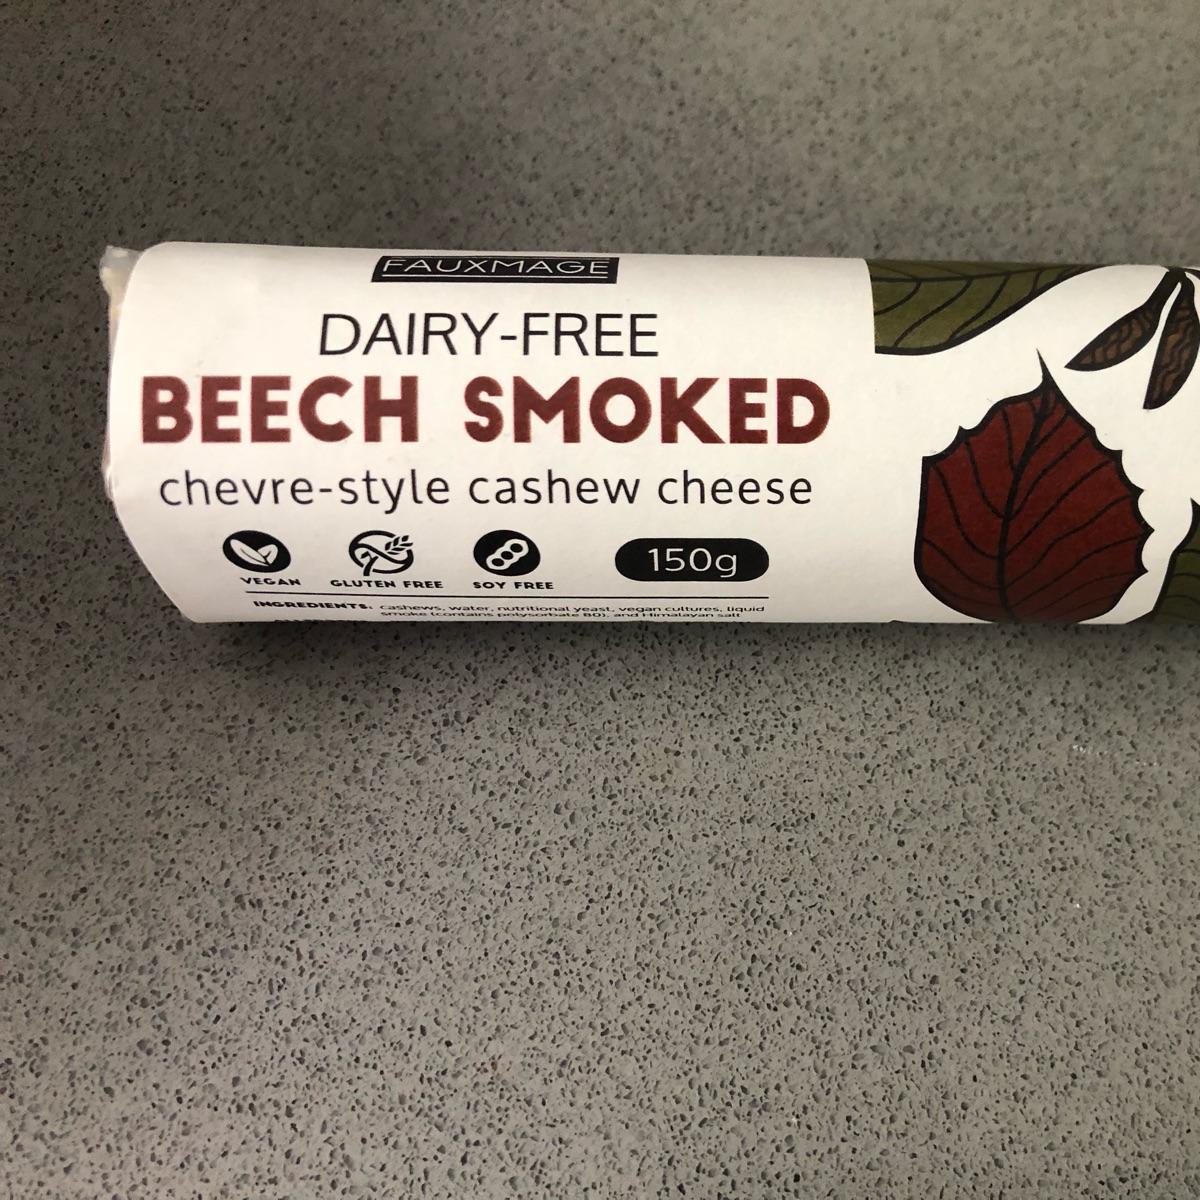 FAUXMAGE
DAIRY-FREE
BEECH SMOKED
chevre-style cashew cheese
VEGAN
GLUTEN FREE
SOY FREE
150g
INGREDIENTS: cashews, water, nutritional yeast, vegan cultures, liquid
smoke (contains polysorbate 80), and Himalayan salt